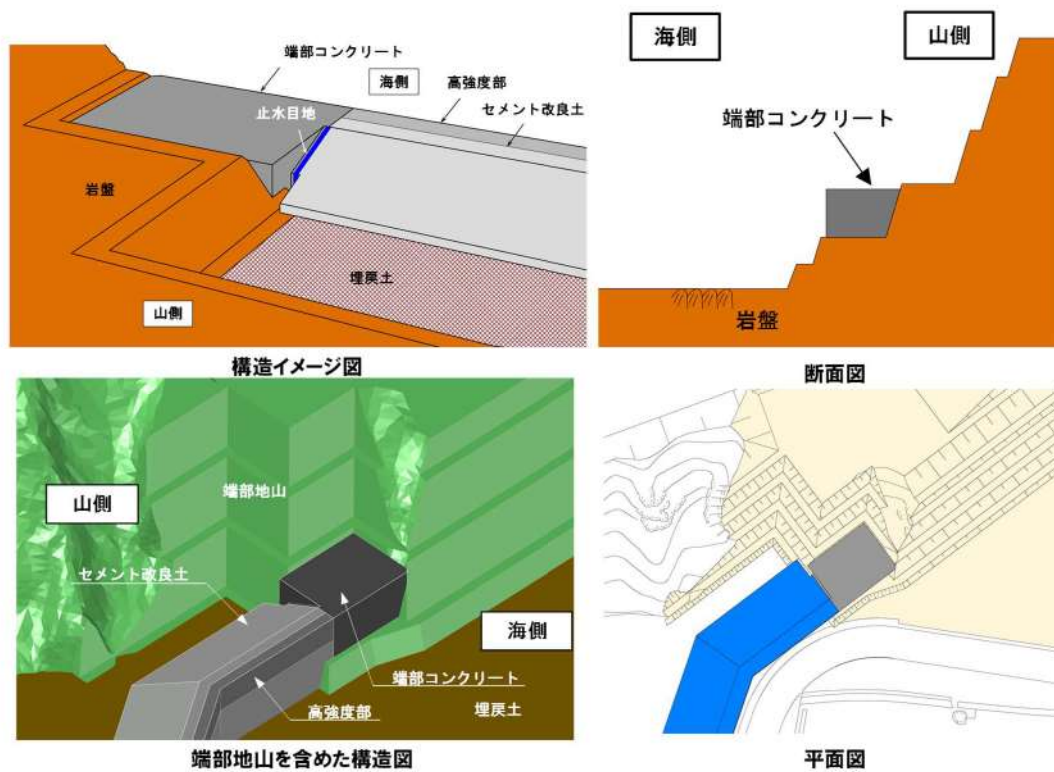 端部コンクリート
海側
高強度部
セメント改良土
止水目地
岩盤
埋戻土
山側
構造イメージ図
海側
山側
端部コンクリート
岩盤
断面図
山側
端部地山
セメント改良土
海側
端部コンクリート
高強度部
埋戻土
端部地山を含めた構造図
平面図